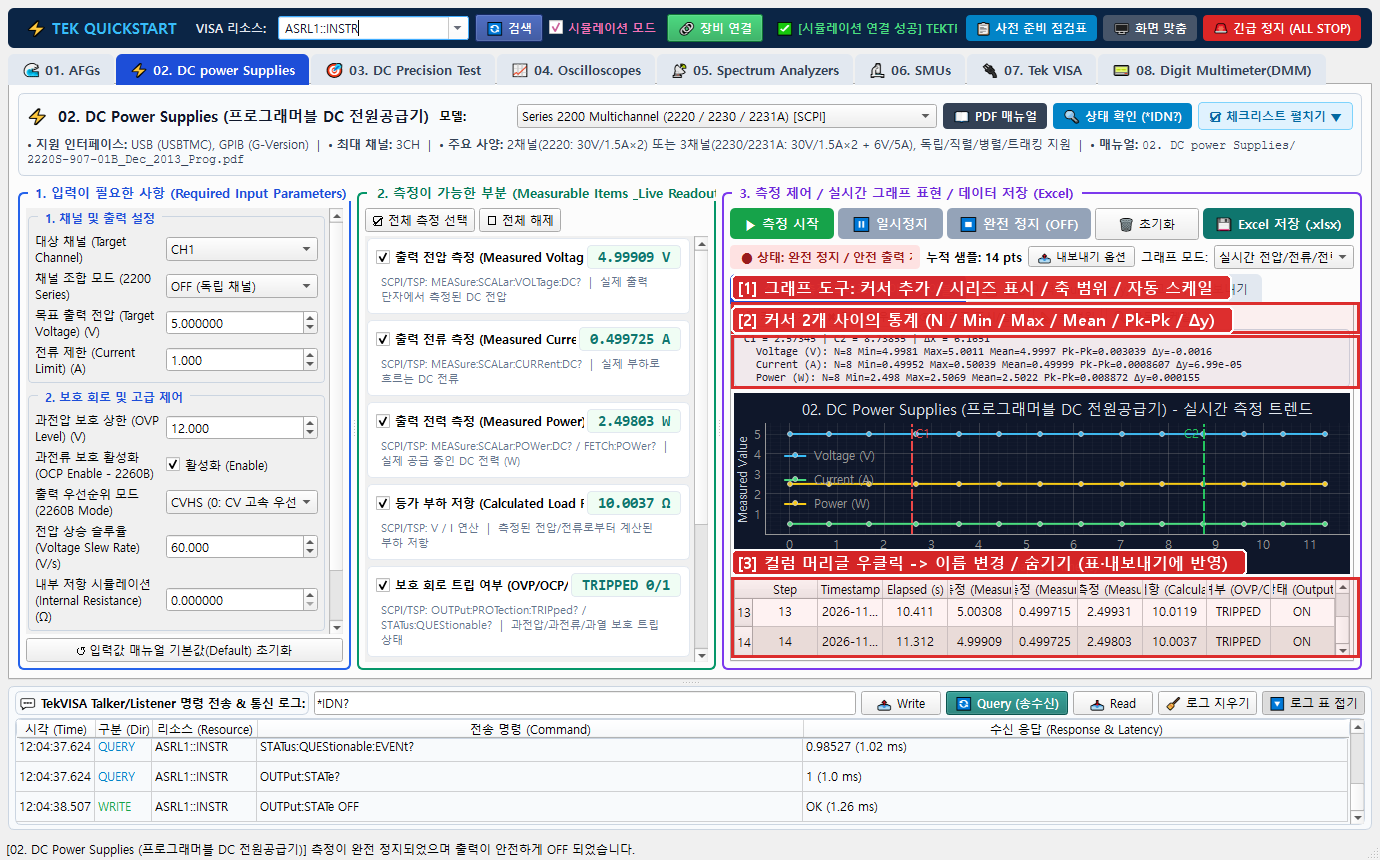 TEK QUICKSTART VISA 리소스: ASRL1::INSTR 검색 시뮬레이션 모드 장비 연결 [시뮬레이션 연결 성공] TEKTI 사전 준비 점검표 화면 맞춤 긴급 정지 (ALL STOP)
01. AFGs 02. DC power Supplies 03. DC Precision Test 04. Oscilloscopes 05. Spectrum Analyzers 06. SMUs 07. Tek VISA 08. Digit Multimeter(DMM)
02. DC Power Supplies (프로그래머블 DC 전원공급기) 모델: Series 2200 Multichannel (2220 / 2230 / 2231A) [SCPI] PDF 매뉴얼 상태 확인 (*IDN?) 체크리스트 펼치기 ▼
• 지원 인터페이스: USB (USBTMC), GPIB (G-Version) | • 최대 채널: 3CH | • 주요 사양: 2채널(2220: 30V/1.5A×2) 또는 3채널(2230/2231A: 30V/1.5A×2 + 6V/5A), 독립/직렬/병렬/트래킹 지원 | • 매뉴얼: 02. DC power Supplies/
2220S-907-01B_Dec_2013_Prog.pdf
1. 입력이 필요한 사항 (Required Input Parameters)
1. 채널 및 출력 설정
대상 채널 (Target
Channel)
CH1
채널 조합 모드 (2200
Series)
OFF (독립 채널)
목표 출력 전압 (Target
Voltage) (V)
5.000000
전류 제한 (Current
Limit) (A)
1.000
2. 보호 회로 및 고급 제어
과전압 보호 상한 (OVP
Level) (V)
12.000
과전류 보호 활성화
(OCP Enable - 2260B)
활성화 (Enable)
출력 우선순위 모드
(2260B Mode)
CVHS (0: CV 고속 우선
전압 상승 슬루율
(Voltage Slew Rate)
(V/s)
60.000
내부 저항 시뮬레이션
(Internal Resistance)
(Ω)
0.000000
↺ 입력값 매뉴얼 기본값(Default) 초기화
2. 측정이 가능한 부분 (Measurable Items _Live Readout
전체 측정 선택 전체 해제
출력 전압 측정 (Measured Voltag 4.99909 V
SCPI/TSP: MEASure:SCALar:VOLTage:DC? | 실제 출력
단자에서 측정된 DC 전압
출력 전류 측정 (Measured Curre 0.499725 A
SCPI/TSP: MEASure:SCALar:CURRent:DC? | 실제 부하로
흐르는 DC 전류
출력 전력 측정 (Measured Power) 2.49803 W
SCPI/TSP: MEASure:SCALar:POWer:DC? / FETCh:POWer? |
실제 공급 중인 DC 전력 (W)
등가 부하 저항 (Calculated Load R 10.0037 Ω
SCPI/TSP: V / I 연산 | 측정된 전압/전류로부터 계산된
부하 저항
보호 회로 트립 여부 (OVP/OCP/ TRIPPED 0/1
SCPI/TSP: OUTPut:PROTection:TRIPped? /
STATus:QUEStionable? | 과전압/과전류/과열 보호 트립
상태
3. 측정 제어 / 실시간 그래프 표현 / 데이터 저장 (Excel)
측정 시작 일시정지 완전 정지 (OFF) 초기화 Excel 저장 (.xlsx)
상태: 완전 정지 / 안전 출력 누적 샘플: 14 pts 내보내기 옵션 그래프 모드: 실시간 전압/전류/전
[1] 그래프 도구: 커서 추가 / 시리즈 표시 / 축 범위 / 자동 스케일 기
[2] 커서 2개 사이의 통계 (N / Min / Max / Mean / Pk-Pk / Δy)
C1 = 2.57345 | C2 = 8.73855 | ΔX = 6.1651
Voltage (V): N=8 Min=4.9981 Max=5.0011 Mean=4.9997 Pk-Pk=0.003039 Δy=-0.0016
Current (A): N=8 Min=0.49952 Max=0.50039 Mean=0.49999 Pk-Pk=0.0008607 Δy=6.99e-05
Power (W): N=8 Min=2.498 Max=2.5069 Mean=2.5022 Pk-Pk=0.008872 Δy=0.000155
02. DC Power Supplies (프로그래머블 DC 전원공급기) - 실시간 측정 트렌드
Measured Value
5
4
3
2
1
C1
C2
Voltage (V)
Current (A)
Power (W)
0 1 2 3 4 5 6 7 8 9 10 11
[3] 컬럼 머리글 우클릭 -> 이름 변경 / 숨기기 (표·내보내기에 반영)
Step Timestamp Elapsed (s) 측정 (Measur 측정 (Measur 측정 (Measu 저항 (Calcula 여부 (OVP/C 상태 (Output
13 13 2026-11... 10.411 5.00308 0.499715 2.49931 10.0119 TRIPPED ON
14 14 2026-11... 11.312 4.99909 0.499725 2.49803 10.0037 TRIPPED ON
TekVISA Talker/Listener 명령 전송 & 통신 로그: *IDN? Write Query (송수신) Read 로그 지우기 로그 표 접기
시각 (Time) 구분 (Dir) 리소스 (Resource) 전송 명령 (Command) 수신 응답 (Response & Latency)
12:04:37.624 QUERY ASRL1::INSTR STATus:QUEStionable:EVENt? 0.98527 (1.02 ms)
12:04:37.624 QUERY ASRL1::INSTR OUTPut:STATe? 1 (1.0 ms)
12:04:38.507 WRITE ASRL1::INSTR OUTPut:STATe OFF OK (1.26 ms)
[02. DC Power Supplies (프로그래머블 DC 전원공급기)] 측정이 완전 정지되었으며 출력이 안전하게 OFF 되었습니다.